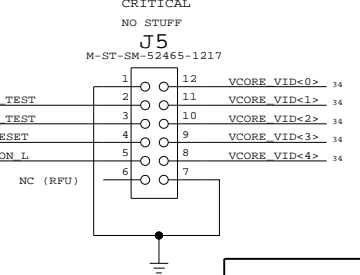 CRITICAL
NO STUFF
J5
M-ST-SM-52465-1217
1 12 VCORE_VID<0> 34
_TEST 2 11 VCORE_VID<1> 34
_TEST 3 10 VCORE_VID<2> 34
ESET 4 9 VCORE_VID<3> 34
ON_L 5 8 VCORE_VID<4> 34
NC (RFU) 6 7